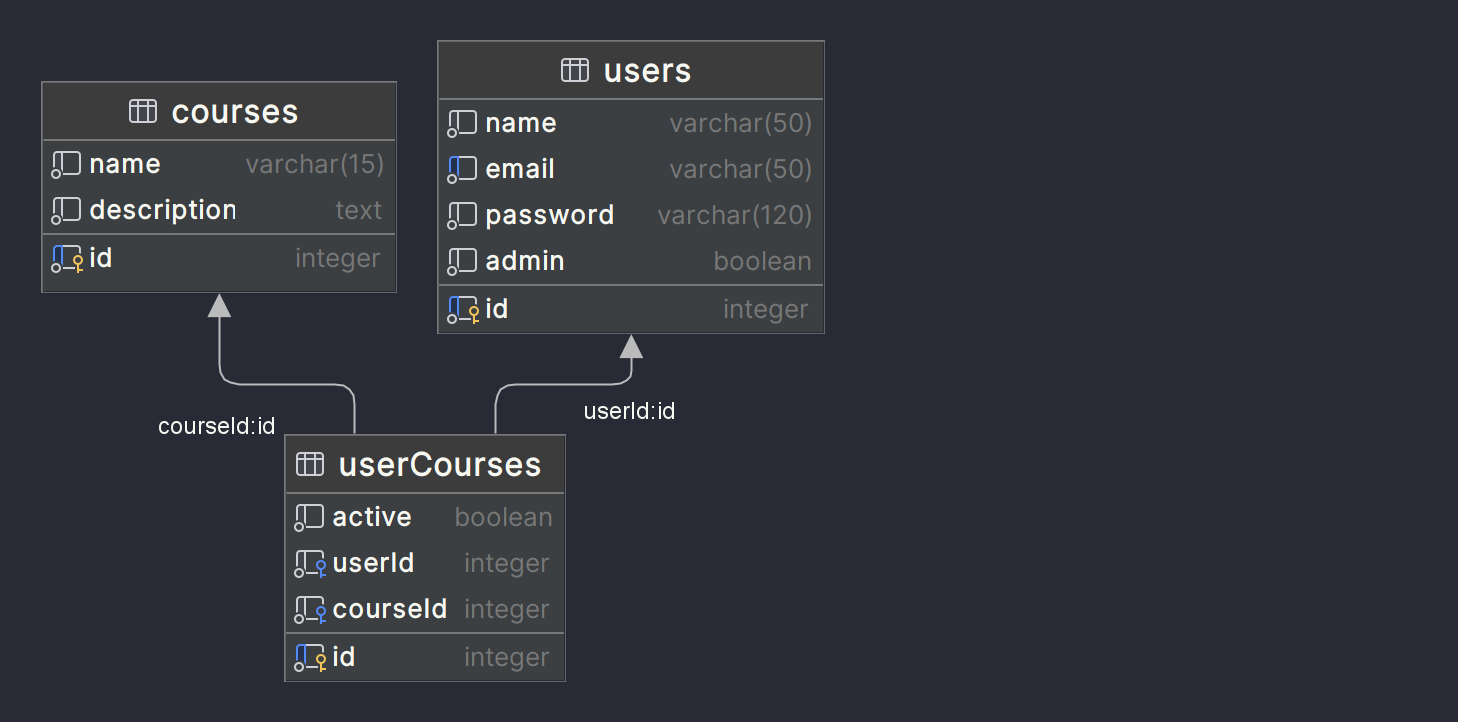 courses
name varchar(15)
description text
id integer
users
name varchar(50)
email varchar(50)
password varchar(120)
admin boolean
id integer
courseId:id
userId:id
userCourses
active boolean
userId integer
courseId integer
id integer